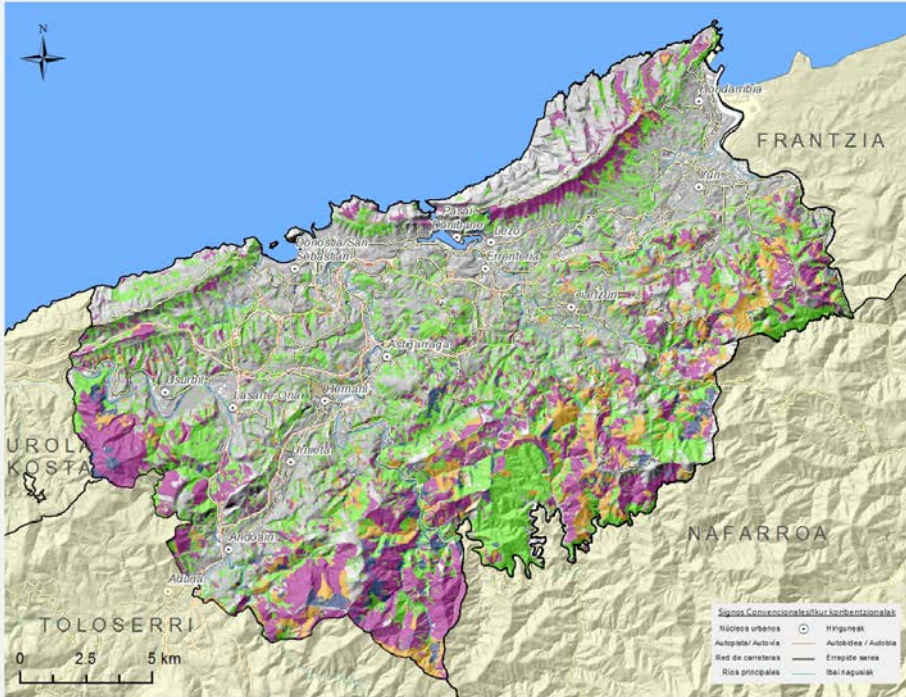 N
Hondarribia
FRANTZIA
Irun
Pasai
Donibane
Lezo
Donostia/San
Sebastián
Errenteria
Oiartzun
Astigarraga
Usurbil
Hernani
Lasarte-Oria
UROLA
KOSTA
Urnieta
NAFARROA
Andoain
Aduna
TOLOSERRI
0 2.5 5 km
Signos Convencionales/Ikur konbentzionalak
Núcleos urbanos Hiriguneak
Autopista/ Autovía Autobidea / Autobia
Red de carreteras Errepide sarea
Ríos principales Ibai nagusiak